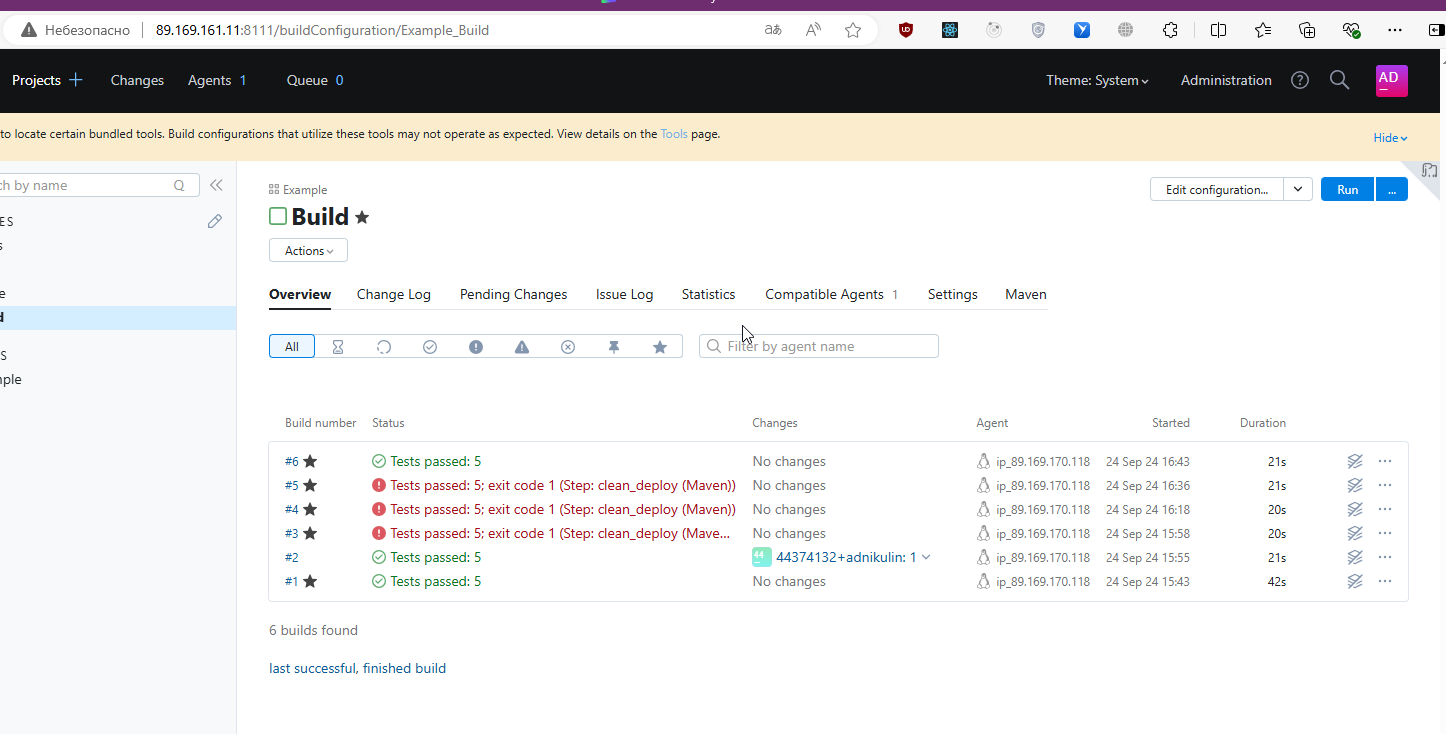 Небезопасно 89.169.161.11:8111/buildConfiguration/Example_Build
Projects Changes Agents 1 Queue 0 Theme: System Administration AD
to locate certain bundled tools. Build configurations that utilize these tools may not operate as expected. View details on the Tools page.
Hide
by name
Example
Edit configuration... Run ...
Build
Actions
Overview Change Log Pending Changes Issue Log Statistics Compatible Agents 1 Settings Maven
All Filter by agent name
Build number Status Changes Agent Started Duration
#6 Tests passed: 5 No changes ip_89.169.170.118 24 Sep 24 16:43 21s
#5 Tests passed: 5; exit code 1 (Step: clean_deploy (Maven)) No changes ip_89.169.170.118 24 Sep 24 16:36 21s
#4 Tests passed: 5; exit code 1 (Step: clean_deploy (Maven)) No changes ip_89.169.170.118 24 Sep 24 16:18 20s
#3 Tests passed: 5; exit code 1 (Step: clean_deploy (Mave... No changes ip_89.169.170.118 24 Sep 24 15:58 20s
#2 Tests passed: 5 44 44374132+adnikulin: 1 ip_89.169.170.118 24 Sep 24 15:55 21s
#1 Tests passed: 5 No changes ip_89.169.170.118 24 Sep 24 15:43 42s
6 builds found
last successful, finished build